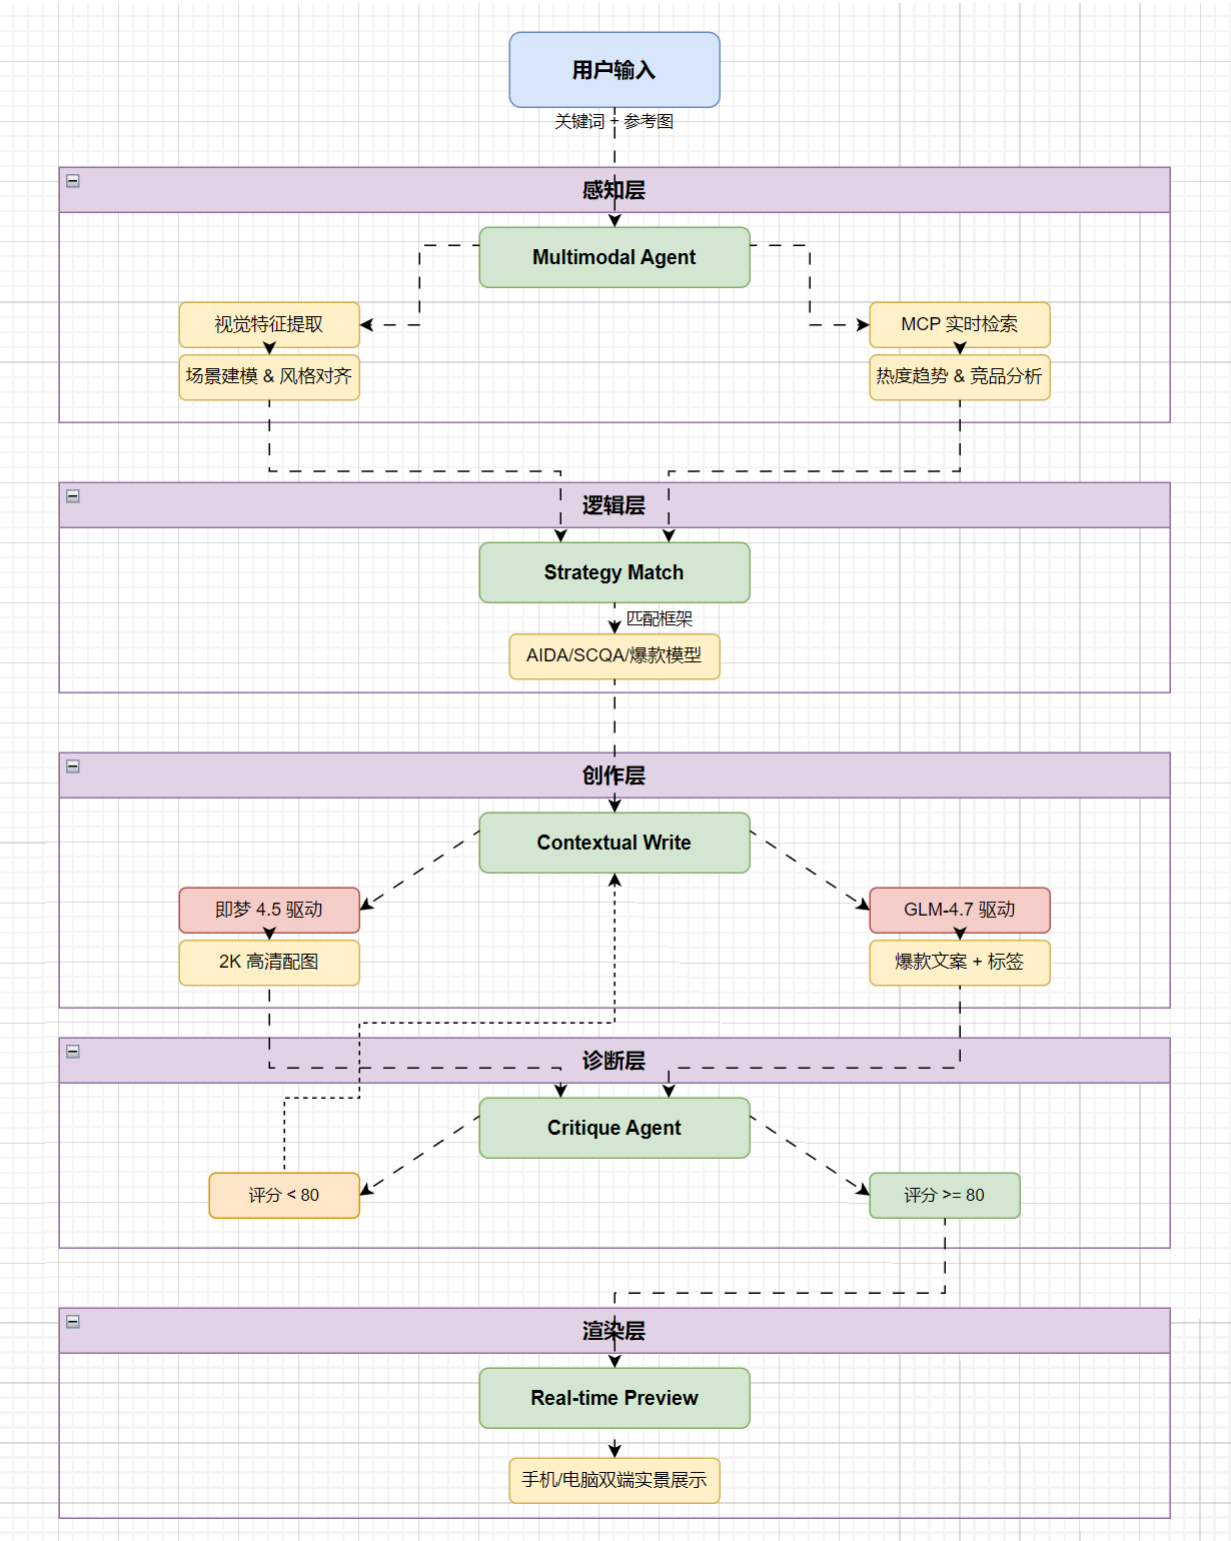 用户输入
关键词 + 参考图
感知层
Multimodal Agent
视觉特征提取
MCP 实时检索
场景建模 & 风格对齐
热度趋势 & 竞品分析
逻辑层
Strategy Match
匹配框架
AIDA/SCQA/爆款模型
创作层
Contextual Write
即梦 4.5 驱动
GLM-4.7 驱动
2K 高清配图
爆款文案 + 标签
诊断层
Critique Agent
评分 < 80
评分 >= 80
渲染层
Real-time Preview
手机/电脑双端实景展示